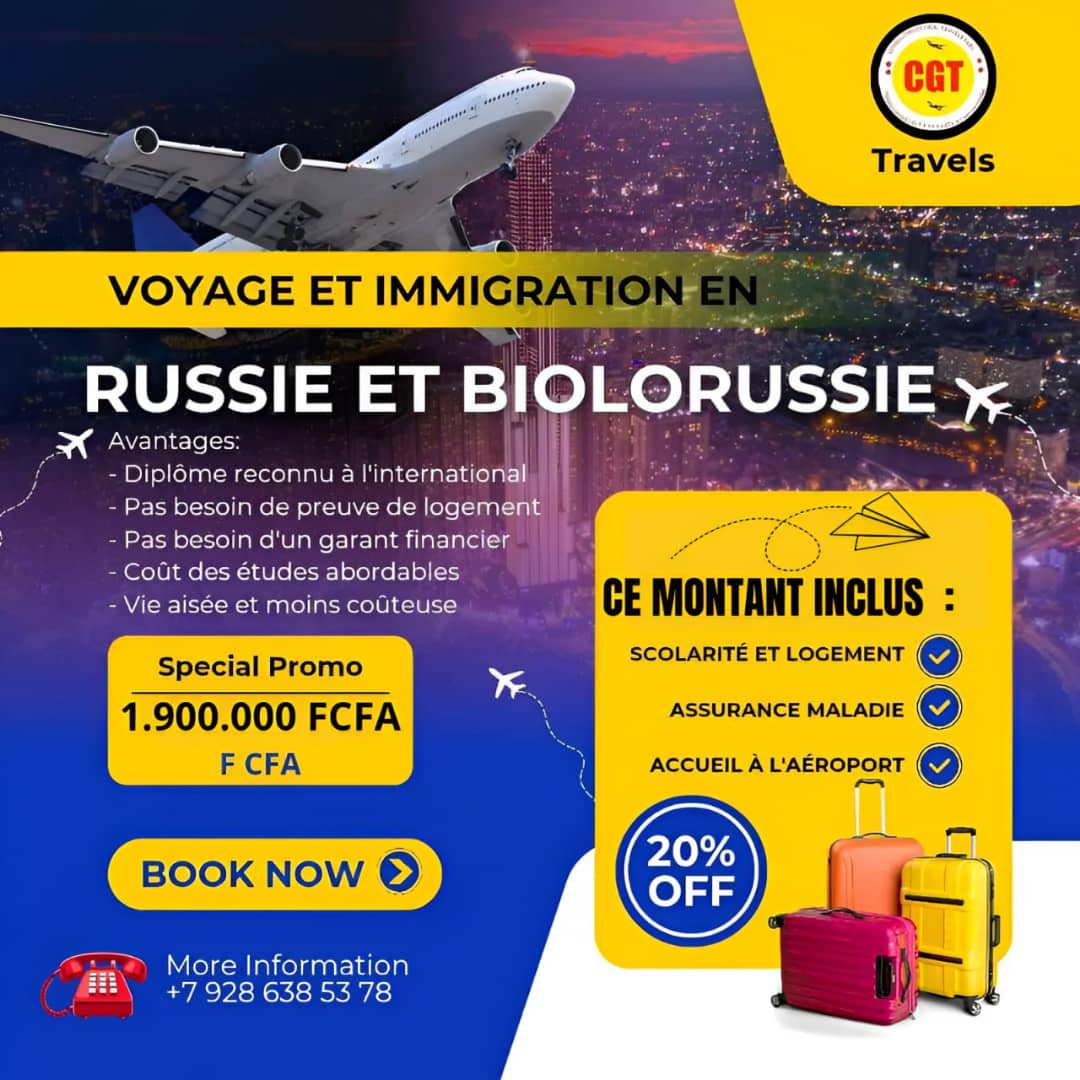 CGT
Travels
VOYAGE ET IMMIGRATION EN
RUSSIE ET BIOLORUSSIE
Avantages:
- Diplôme reconnu à l'international
- Pas besoin de preuve de logement
- Pas besoin d'un garant financier
- Coût des études abordables
- Vie aisée et moins coûteuse
Special Promo
1.900.000 FCFA
F CFA
BOOK NOW
More Information
+7 928 638 53 78
CE MONTANT INCLUS :
SCOLARITÉ ET LOGEMENT
ASSURANCE MALADIE
ACCUEIL À L'AÉROPORT
20%
OFF